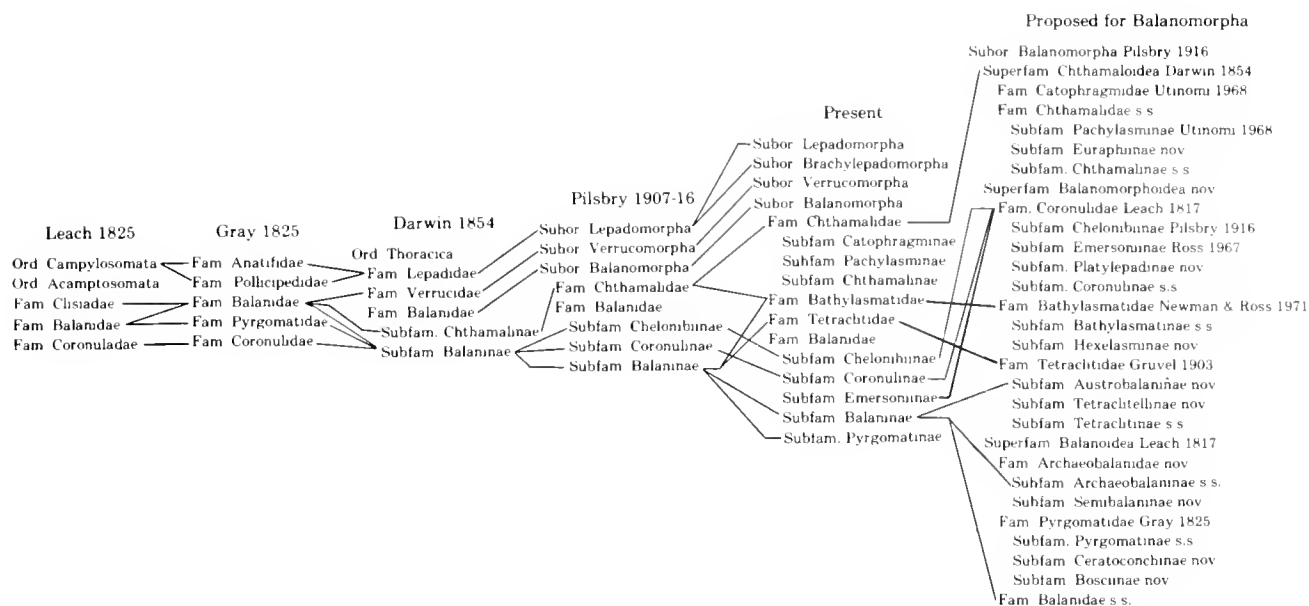 Leach 1825
Ord Campylosomata
Ord Acamptosomata
Fam Clisiadae
Fam Balanidae
Fam Coronuladae
Gray 1825
Fam Anatifidae
Fam Pollicipedidae
Fam Balanidae
Fam Pyrgomatidae
Fam Coronulidae
Darwin 1854
Ord Thoracica
Fam Lepadidae
Fam Verrucidae
Fam Balanidae
Subfam. Chthamalinae
Subfam Balaninae
Pilsbry 1907-16
Subor Lepadomorpha
Subor Verrucomorpha
Subor Balanomorpha
Fam Chthamalidae
Fam Balanidae
Subfam Chelonibiinae
Subfam Coronulinae
Subfam Balaninae
Present
Subor Lepadomorpha
Subor Brachylepadomorpha
Subor Verrucomorpha
Subor Balanomorpha
Fam Chthamalidae
Subfam Catophragminae
Subfam Pachylasminae
Subfam Chthamalinae
Fam Bathylasmatidae
Fam Tetraclitidae
Fam Balanidae
Subfam Chelonibiinae
Subfam Coronulinae
Subfam Emersoniinae
Subfam Balaninae
Subfam. Pyrgomatinae
Proposed for Balanomorpha
Subor Balanomorpha Pilsbry 1916
Superfam Chthamaloidea Darwin 1854
Fam Catophragmidae Utinomi 1968
Fam Chthamalidae s s
Subfam Pachylasminae Utinomi 1968
Subfam Euraphiinae nov
Subfam. Chthamalinae s s
Superfam Balanomorphoidea nov
Fam. Coronulidae Leach 1817
Subfam Chelonibiinae Pilsbry 1916
Subfam Emersoniinae Ross 1967
Subfam. Platylepadinae nov
Subfam. Coronulinae s.s
Fam Bathylasmatidae Newman & Ross 1971
Subfam Bathylasmatinae s s
Subfam Hexelasminae nov
Fam Tetraclitidae Gruvel 1903
Subfam Austrobalaninae nov
Subfam Tetraclitellinae nov
Subfam Tetraclitinae s s
Superfam Balanoidea Leach 1817
Fam Archaeobalanidae nov
Subfam Archaeobalaninae s s.
Subfam Semibalaninae nov
Fam Pyrgomatidae Gray 1825
Subfam. Pyrgomatinae s.s
Subfam Ceratoconchinae nov
Subfam Bosciinae nov
Fam Balanidae s s.